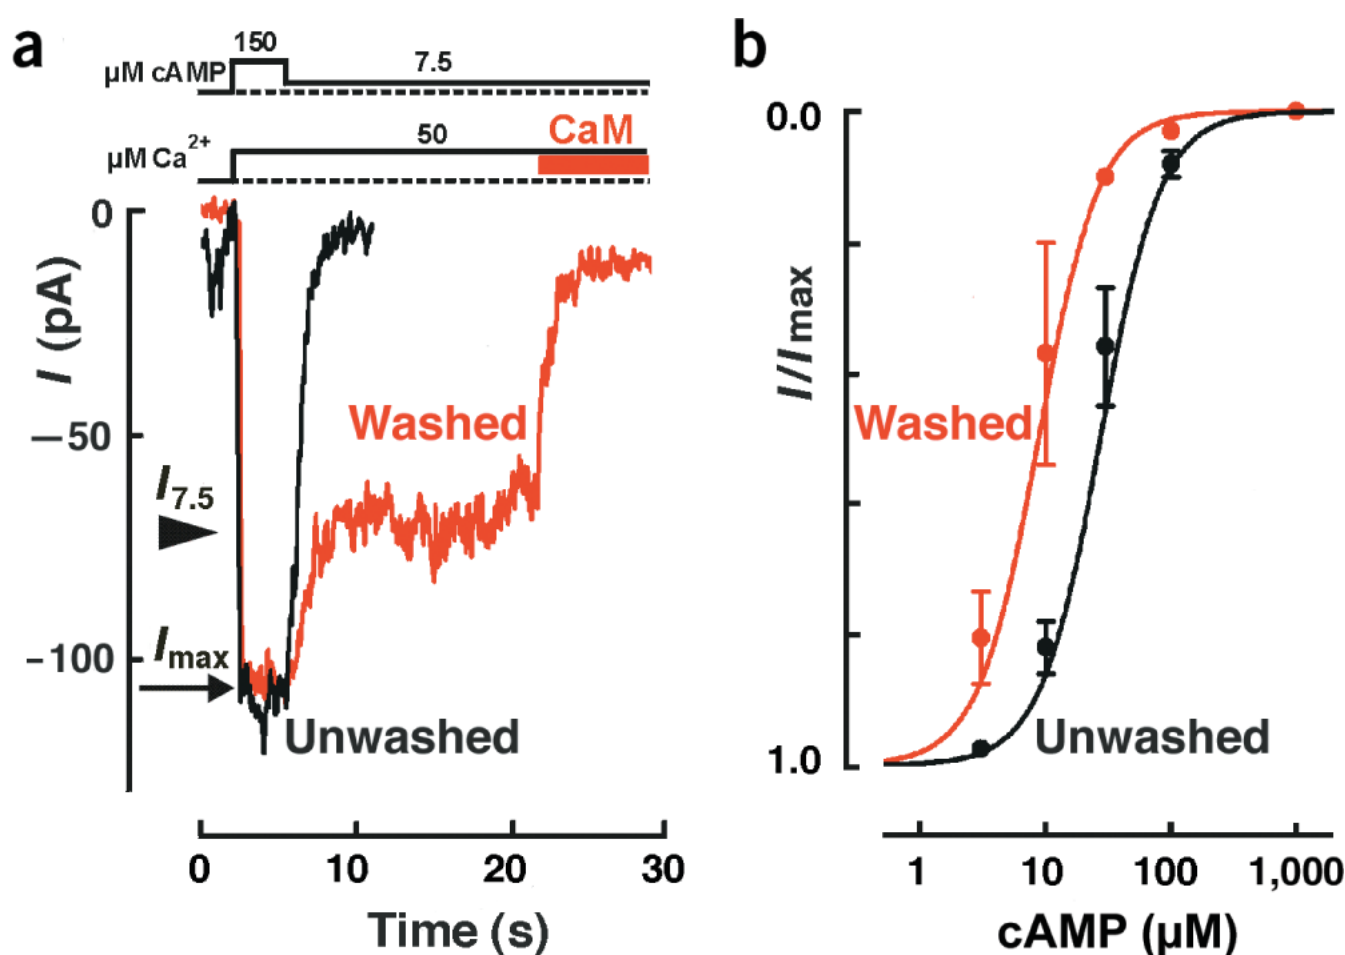 a
150
µM cAMP
7.5
CaM
µM Ca²⁺
50
0
I (pA)
Washed
—50
I7.5
Imax
-100
Unwashed
0
10
20
30
Time (s)
b
0.0
I/Imax
Washed
Unwashed
1.0
1
10
100
1,000
cAMP (µM)